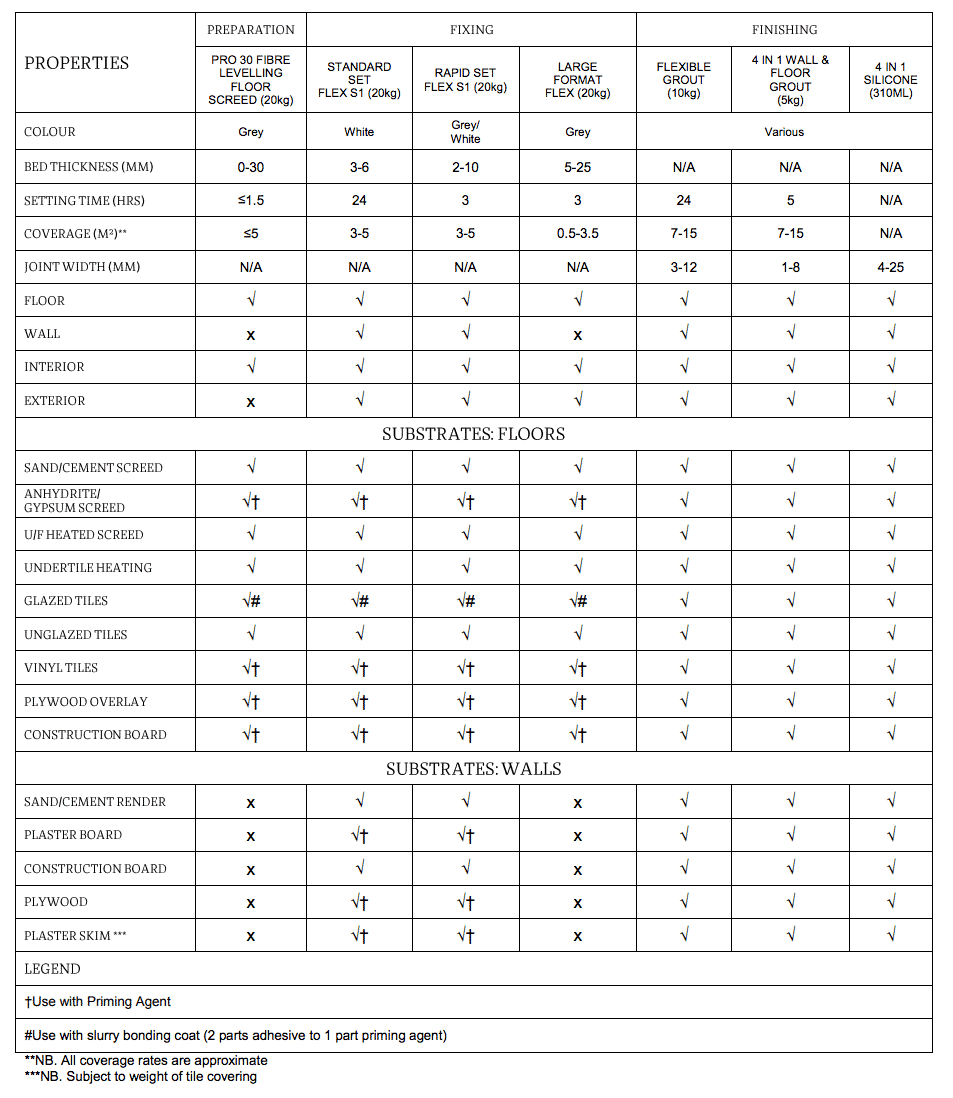 PREPARATION FIXING FINISHING
PROPERTIES
PRO 30 FIBRE LEVELLING FLOOR SCREED (20kg)
STANDARD SET FLEX S1 (20kg)
RAPID SET FLEX S1 (20kg)
LARGE FORMAT FLEX (20kg)
FLEXIBLE GROUT (10kg)
4 IN 1 WALL & FLOOR GROUT (5kg)
4 IN 1 SILICONE (310ML)
COLOUR Grey White Grey/ White Grey Various
BED THICKNESS (MM) 0-30 3-6 2-10 5-25 N/A N/A N/A
SETTING TIME (HRS) ≤1.5 24 3 3 24 5 N/A
COVERAGE (M²)** ≤5 3-5 3-5 0.5-3.5 7-15 7-15 N/A
JOINT WIDTH (MM) N/A N/A N/A N/A 3-12 1-8 4-25
FLOOR √ √ √ √ √ √ √
WALL x √ √ x √ √ √
INTERIOR √ √ √ √ √ √ √
EXTERIOR x √ √ √ √ √ √
SUBSTRATES: FLOORS
SAND/CEMENT SCREED √ √ √ √ √ √ √
ANHYDRITE/ GYPSUM SCREED √† √† √† √† √ √ √
U/F HEATED SCREED √ √ √ √ √ √ √
UNDERTILE HEATING √ √ √ √ √ √ √
GLAZED TILES √# √# √# √# √ √ √
UNGLAZED TILES √ √ √ √ √ √ √
VINYL TILES √† √† √† √† √ √ √
PLYWOOD OVERLAY √† √† √† √† √ √ √
CONSTRUCTION BOARD √† √† √† √† √ √ √
SUBSTRATES: WALLS
SAND/CEMENT RENDER x √ √ x √ √ √
PLASTER BOARD x √† √† x √ √ √
CONSTRUCTION BOARD x √ √ x √ √ √
PLYWOOD x √† √† x √ √ √
PLASTER SKIM *** x √† √† x √ √ √
LEGEND
†Use with Priming Agent
#Use with slurry bonding coat (2 parts adhesive to 1 part priming agent)
**NB. All coverage rates are approximate
***NB. Subject to weight of tile covering